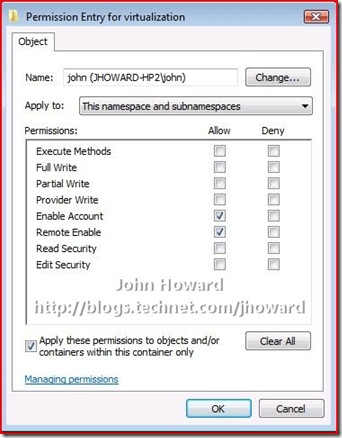 Permission Entry for virtualization
Object
Name: john (JHOWARD-HP2\john) Change...
Apply to: This namespace and subnamespaces
Permissions: Allow Deny
Execute Methods
Full Write
Partial Write
Provider Write
Enable Account
Remote Enable
Read Security
Edit Security
John Howard
http://blogs.technet.com/jhoward
Apply these permissions to objects and/or Clear All
containers within this container only
Managing permissions
OK Cancel